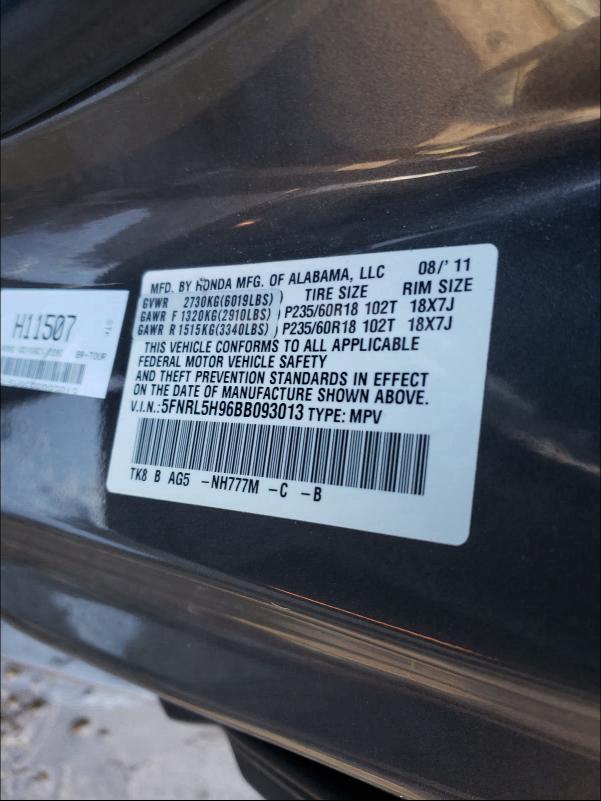 MFD. BY HONDA MFG. OF ALABAMA, LLC 08/'11
GVWR 2730KG(6019LBS) TIRE SIZE RIM SIZE
GAWR F 1320KG(2910LBS) P235/60R18 102T 18X7J
GAWR R 1515KG(3340LBS) P235/60R18 102T 18X7J
THIS VEHICLE CONFORMS TO ALL APPLICABLE
FEDERAL MOTOR VEHICLE SAFETY
AND THEFT PREVENTION STANDARDS IN EFFECT
ON THE DATE OF MANUFACTURE SHOWN ABOVE.
V.I.N.: 5FNRL5H96BB093013 TYPE: MPV
TK8 B AG5 -NH777M -C -B
H11507
BR-TOUR